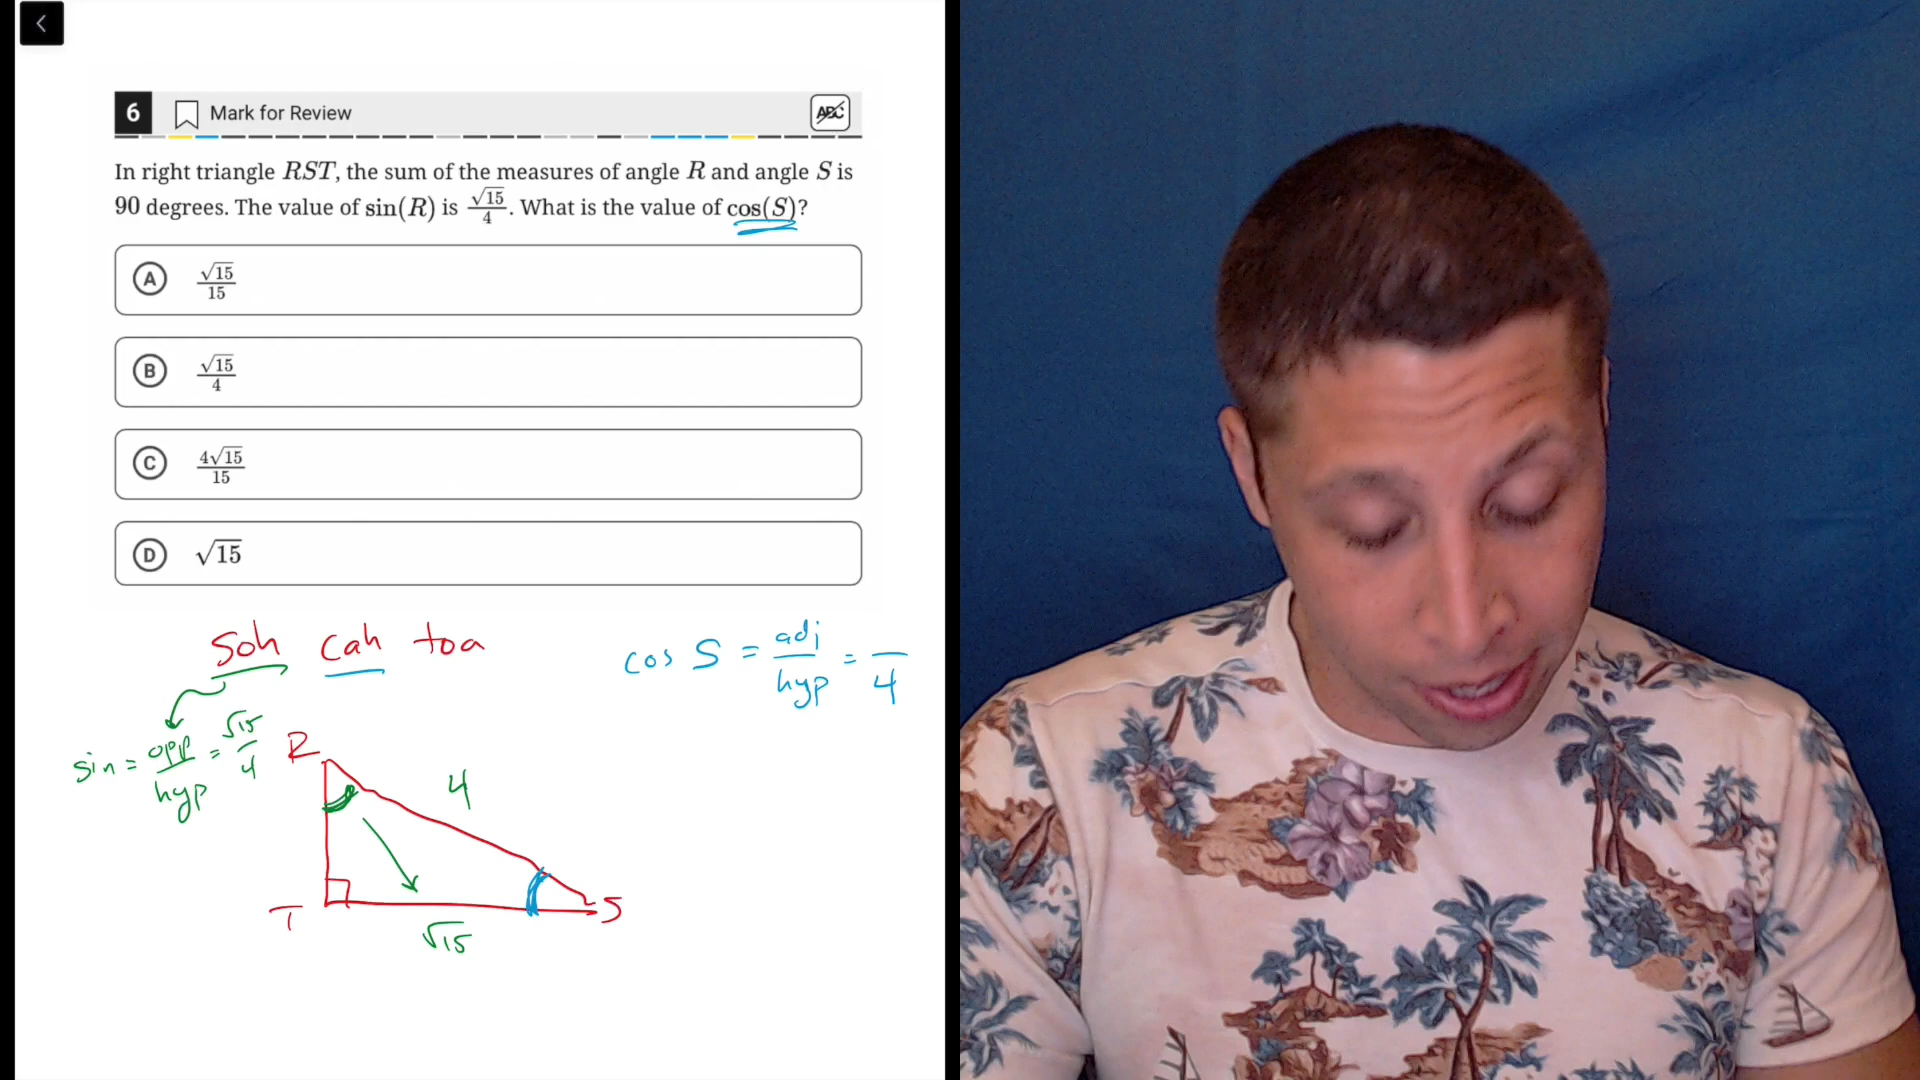 6 Mark for Review ABC
In right triangle RST, the sum of the measures of angle R and angle S is
90 degrees. The value of sin(R) is √15/4. What is the value of cos(S)?
A √15/15
B √15/4
C 4√15/15
D √15
Soh Cah toa
cos S = adj/hyp = /4
sin = opp/hyp = √15/4
R
4
T
S
√15